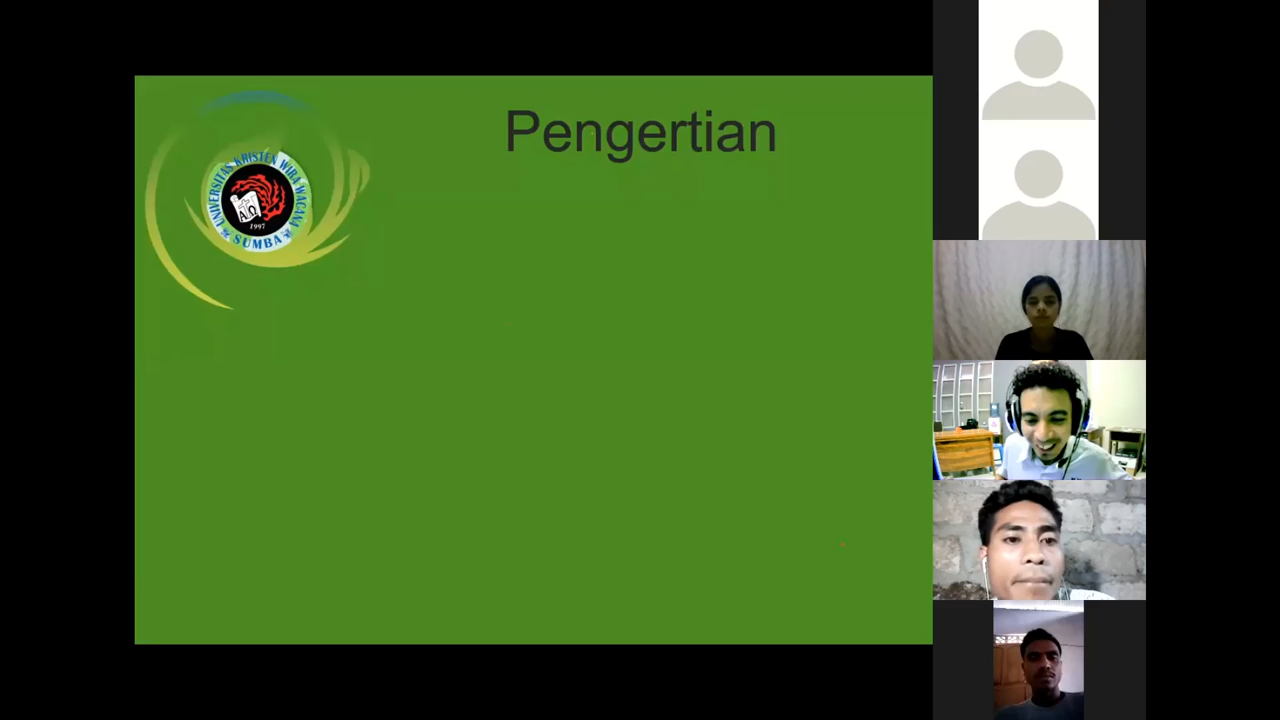 Pengertian
UNIVERSITAS KRISTEN WIRA WACANA
SUMBA
A Ω
1997